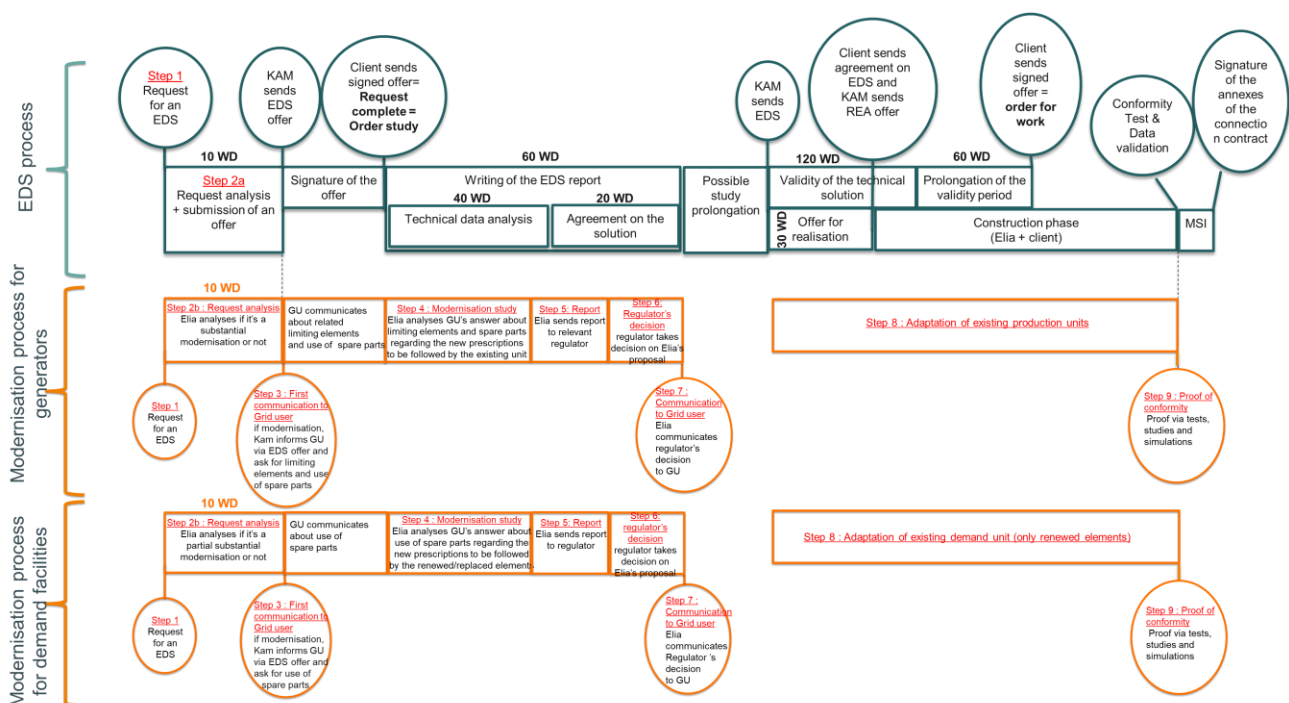 EDS process
Step 1
Request
for an
EDS
KAM
sends
EDS
offer
Client sends
signed offer=
Request
complete =
Order study
KAM
sends
EDS
Client sends
agreement on
EDS and
KAM sends
REA offer
Client
sends
signed
offer =
order for
work
Conformity
Test &
Data
validation
Signature
of the
annexes
of the
connectio
n contract
10 WD
60 WD
120 WD
60 WD
Step 2a
Request analysis
+ submission of an
offer
Signature of the
offer
Writing of the EDS report
40 WD
20 WD
Technical data analysis
Agreement on the
solution
Possible
study
prolongation
Validity of the technical
solution
Prolongation of the
validity period
30 WD
Offer for
realisation
Construction phase
(Elia + client)
MSI
Modernisation process for
generators
10 WD
Step 2b : Request analysis
Elia analyses if it's a
substantial
modernisation or not
GU communicates
about related
limiting elements
and use of spare parts
Step 4 : Modernisation study
Elia analyses GU's answer about
limiting elements and spare parts
regarding the new prescriptions
to be followed by the existing unit
Step 5: Report
Elia sends report
to relevant
regulator
Step 6:
Regulator's
decision
regulator takes
decision on Elia's
proposal
Step 8 : Adaptation of existing production units
Step 1
Request
for an
EDS
Step 3 : First
communication to
Grid user
if modernisation,
Kam informs GU
via EDS offer and
ask for limiting
elements and use
of spare parts
Step 7 :
Communication
to Grid user
Elia
communicates
regulator's
decision
to GU
Step 9 : Proof of
conformity
Proof via tests,
studies and
simulations
Modernisation process
for demand facilities
10 WD
Step 2b : Request analysis
Elia analyses if a
partial substantial
modernisation or not
GU communicates
about use of
spare parts
Step 4 : Modernisation study
Elia analyses GU's answer about
use of spare parts regarding the
new prescriptions to be followed
by the renewed/replaced elements
Step 5: Report
Elia sends report
to regulator
Step 6:
regulator's
decision
regulator takes
decision on
Elia's proposal
Step 8 : Adaptation of existing demand unit (only renewed elements)
Step 1
Request
for an
EDS
Step 3 : First
communication to
Grid user
if modernisation,
Kam informs GU
via EDS offer and
ask for use of
spare parts
Step 7 :
Communication
to Grid user
Elia
communicates
Regulator 's
decision
to GU
Step 9 : Proof of
conformity
Proof via tests,
studies and
simulations